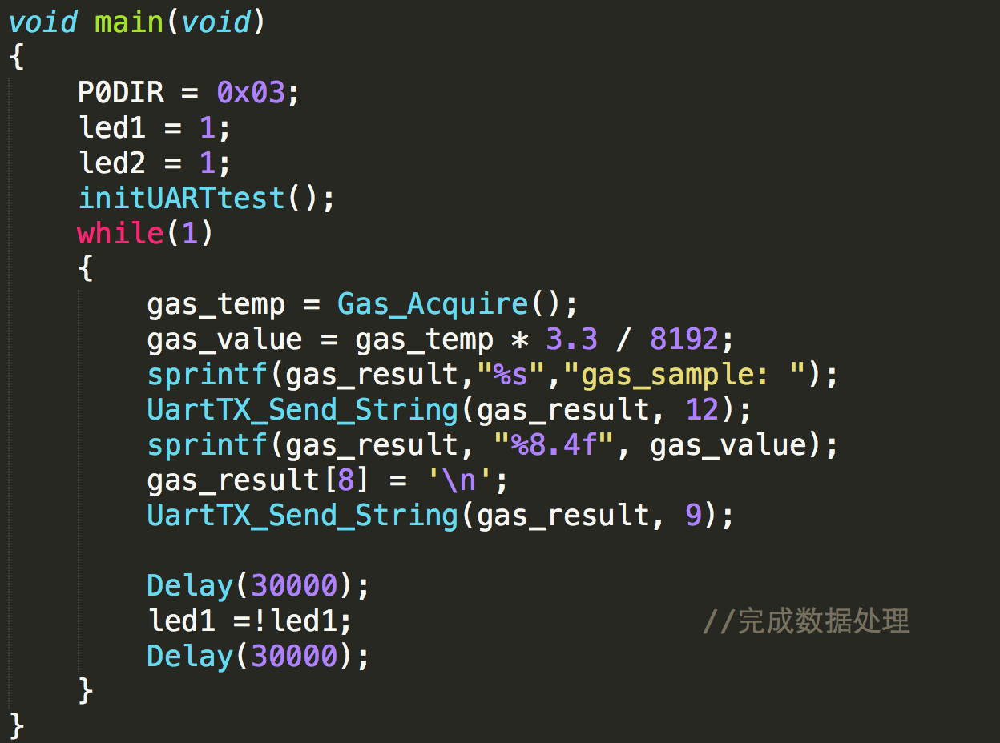 void main(void)
{
    P0DIR = 0x03;
    led1 = 1;
    led2 = 1;
    initUARTtest();
    while(1)
    {
        gas_temp = Gas_Acquire();
        gas_value = gas_temp * 3.3 / 8192;
        sprintf(gas_result,"%s","gas_sample: ");
        UartTX_Send_String(gas_result, 12);
        sprintf(gas_result, "%8.4f", gas_value);
        gas_result[8] = '\n';
        UartTX_Send_String(gas_result, 9);

        Delay(30000);
        led1 =!led1;                    //完成数据处理
        Delay(30000);
    }
}